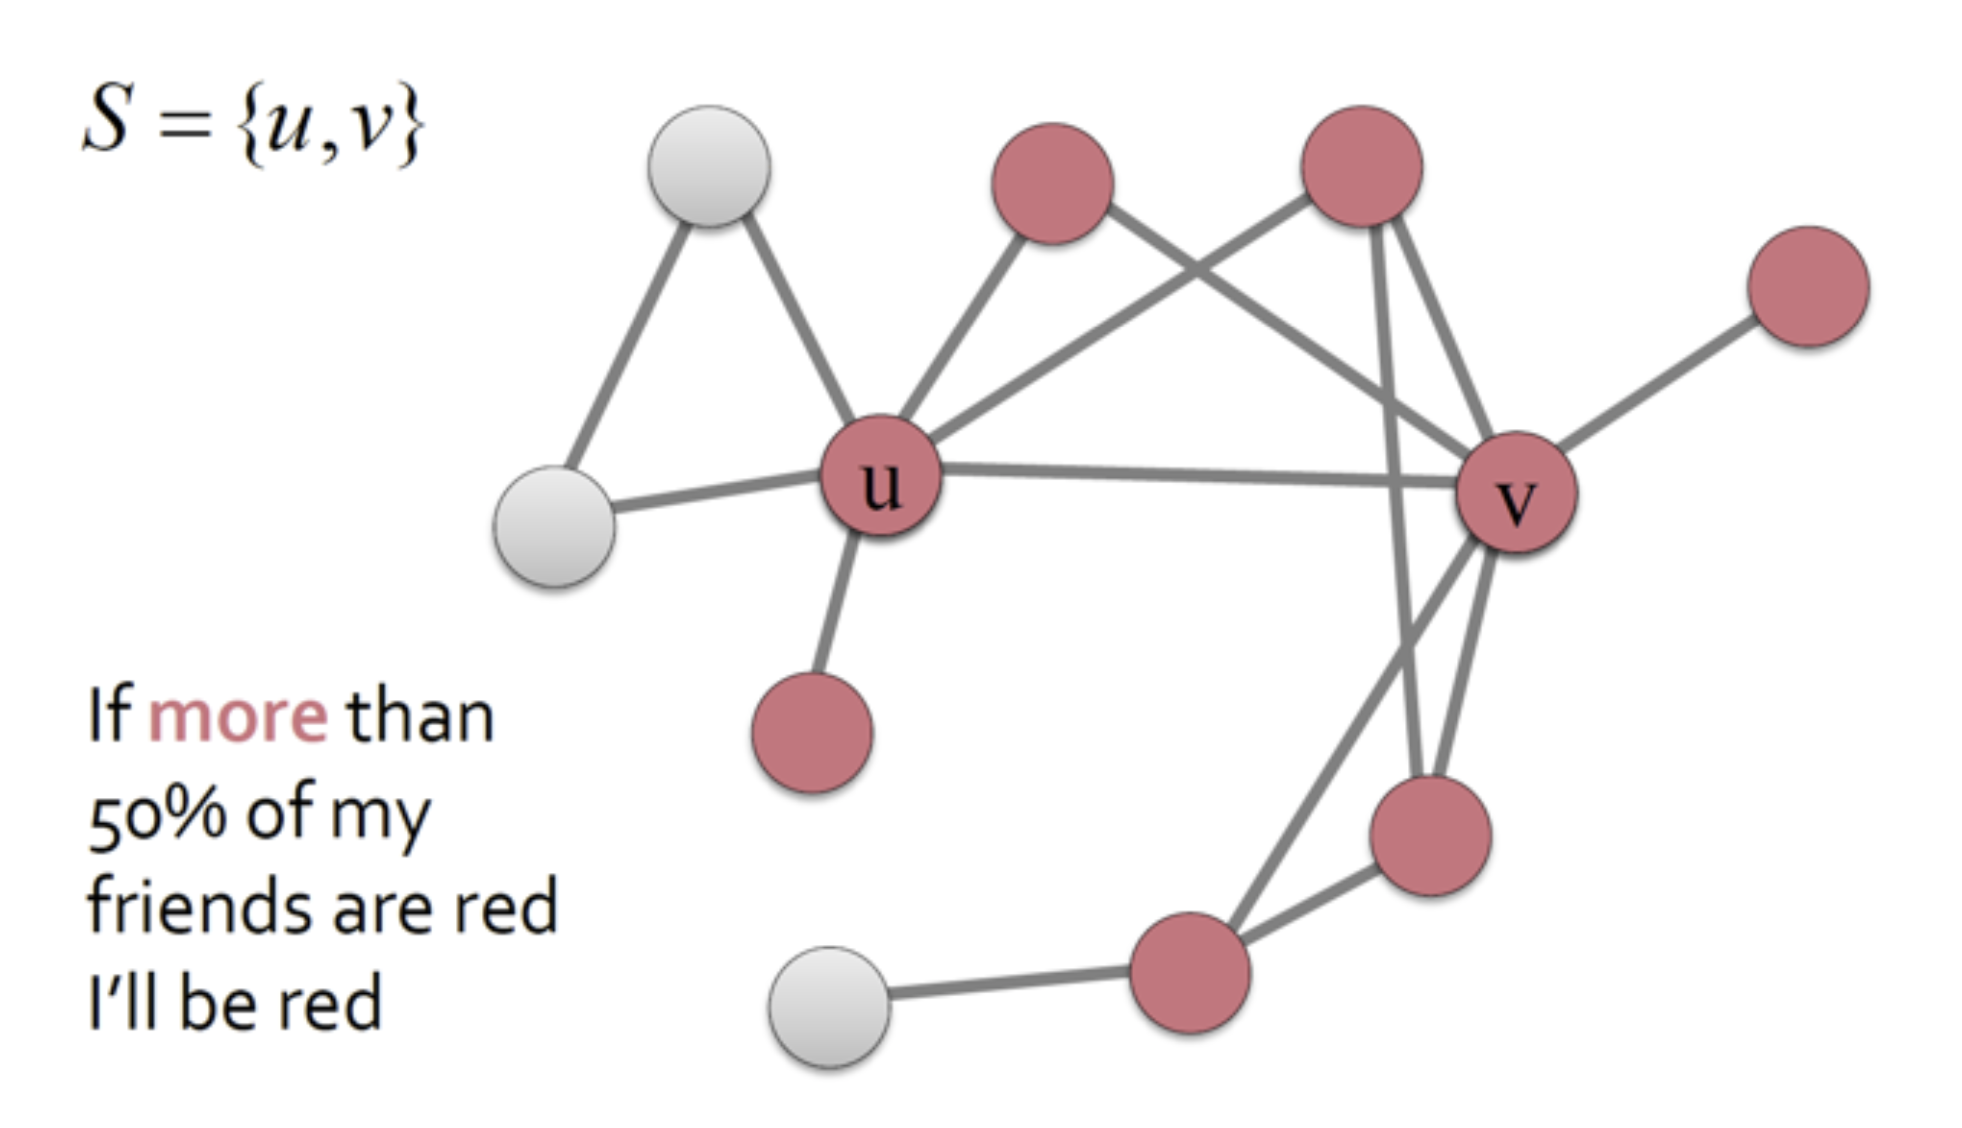 S = {u, v}
u
v
If more than
50% of my
friends are red
I'll be red